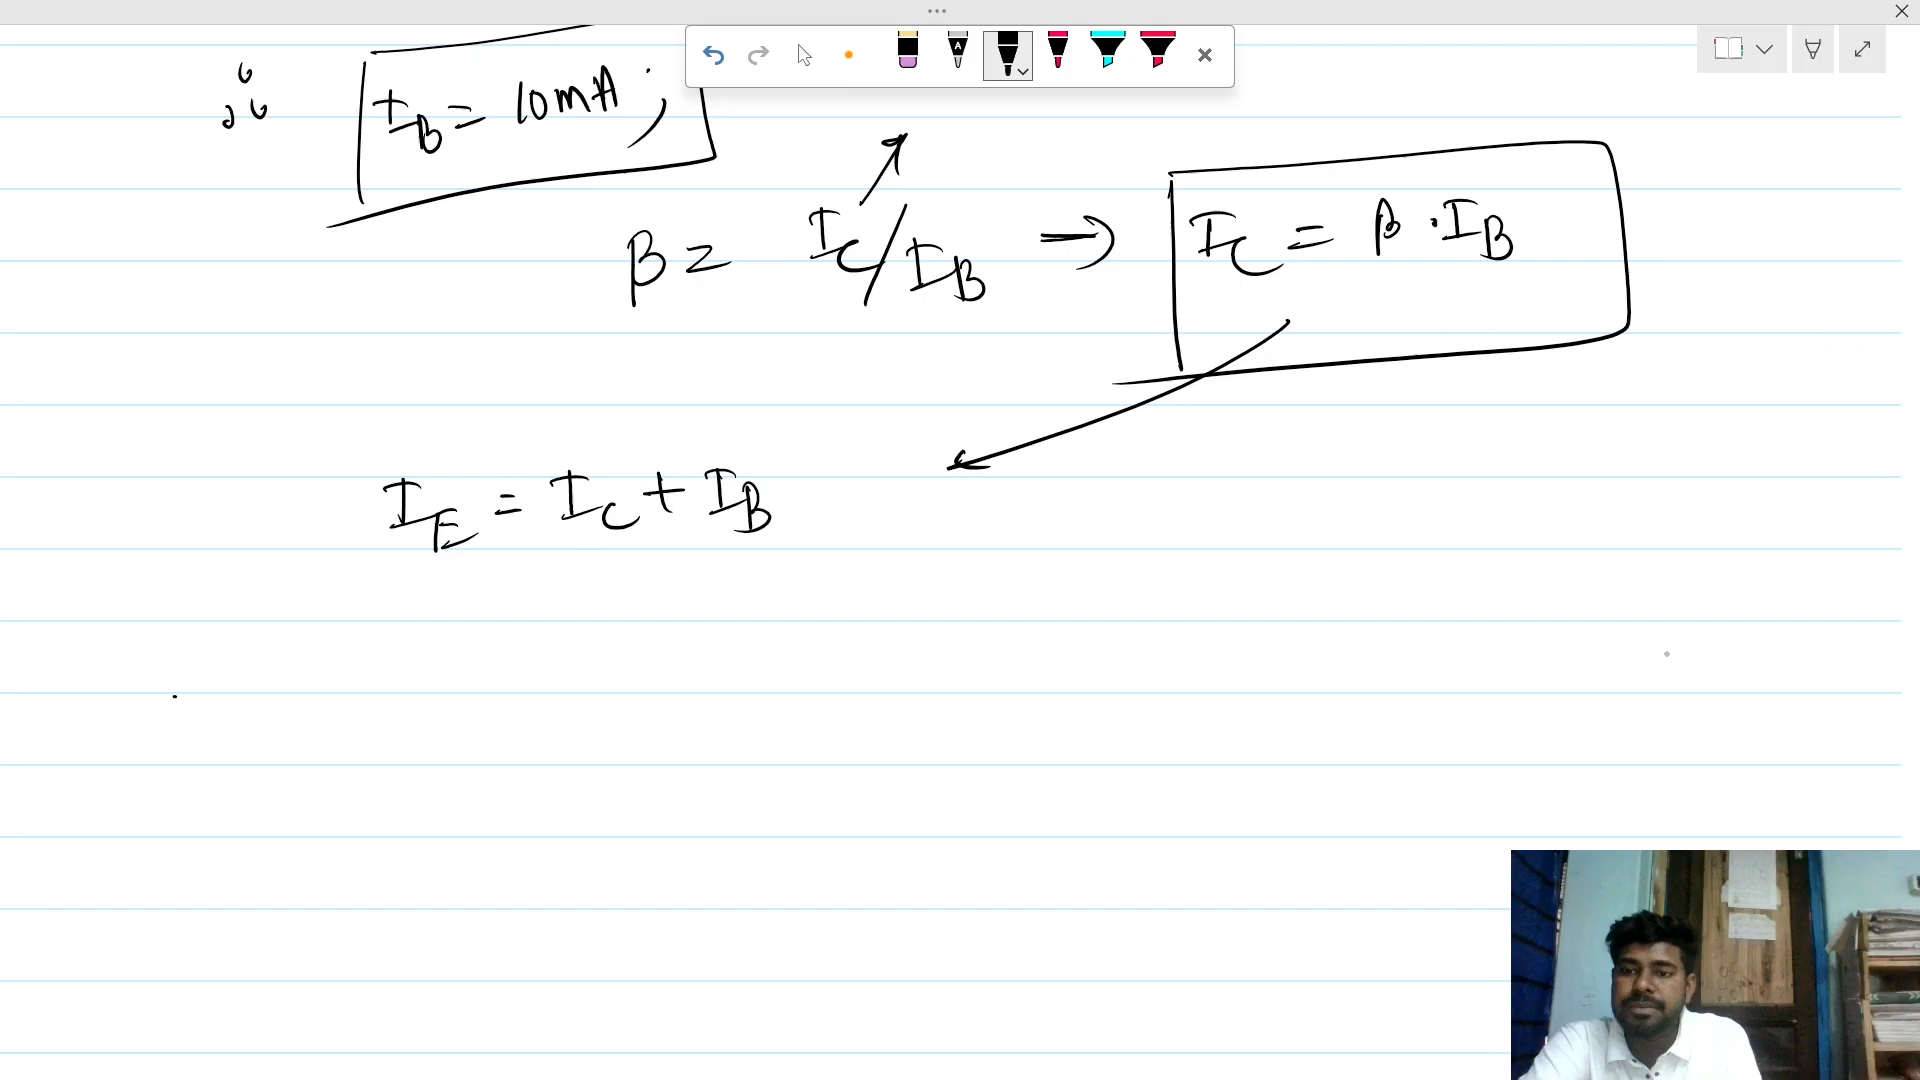 ∴ I_B = 10mA;
β = I_C/I_B → I_C = β · I_B
I_E = I_C + I_B